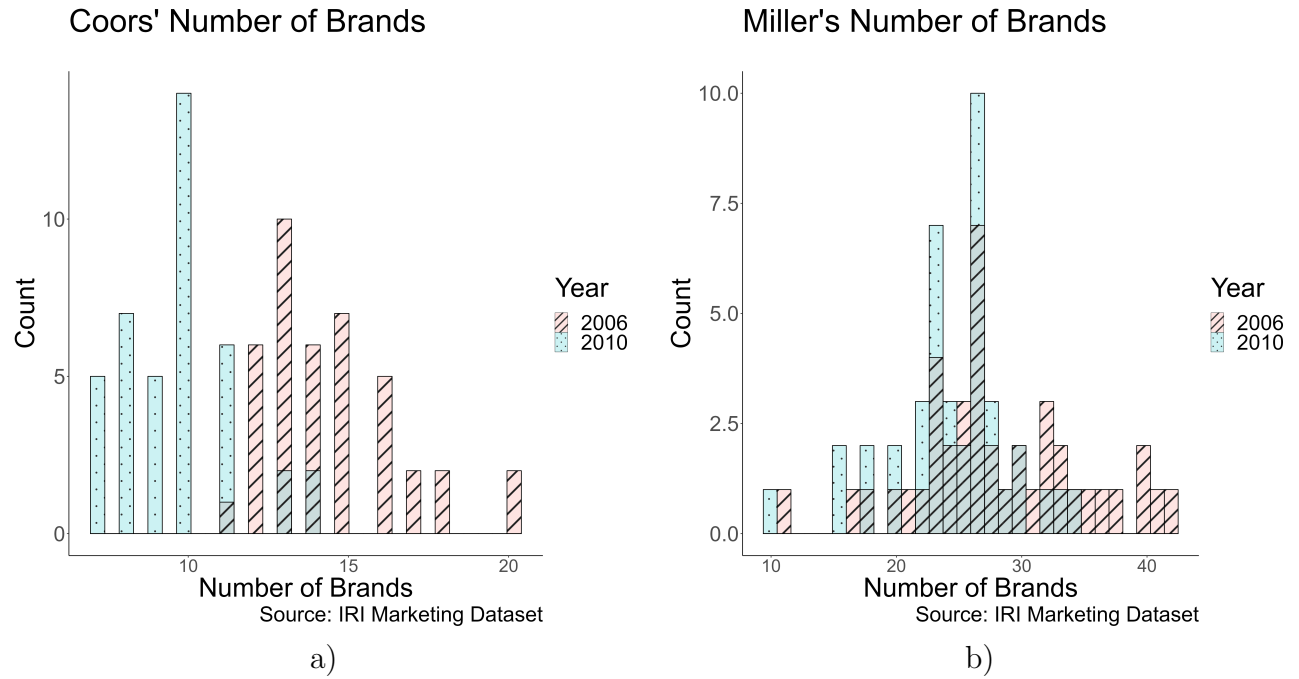 Coors' Number of Brands
Count
10
5
0
10
15
20
Number of Brands
Source: IRI Marketing Dataset
Year
2006
2010
a)
Miller's Number of Brands
Count
10.0
7.5
5.0
2.5
0.0
10
20
30
40
Number of Brands
Source: IRI Marketing Dataset
Year
2006
2010
b)